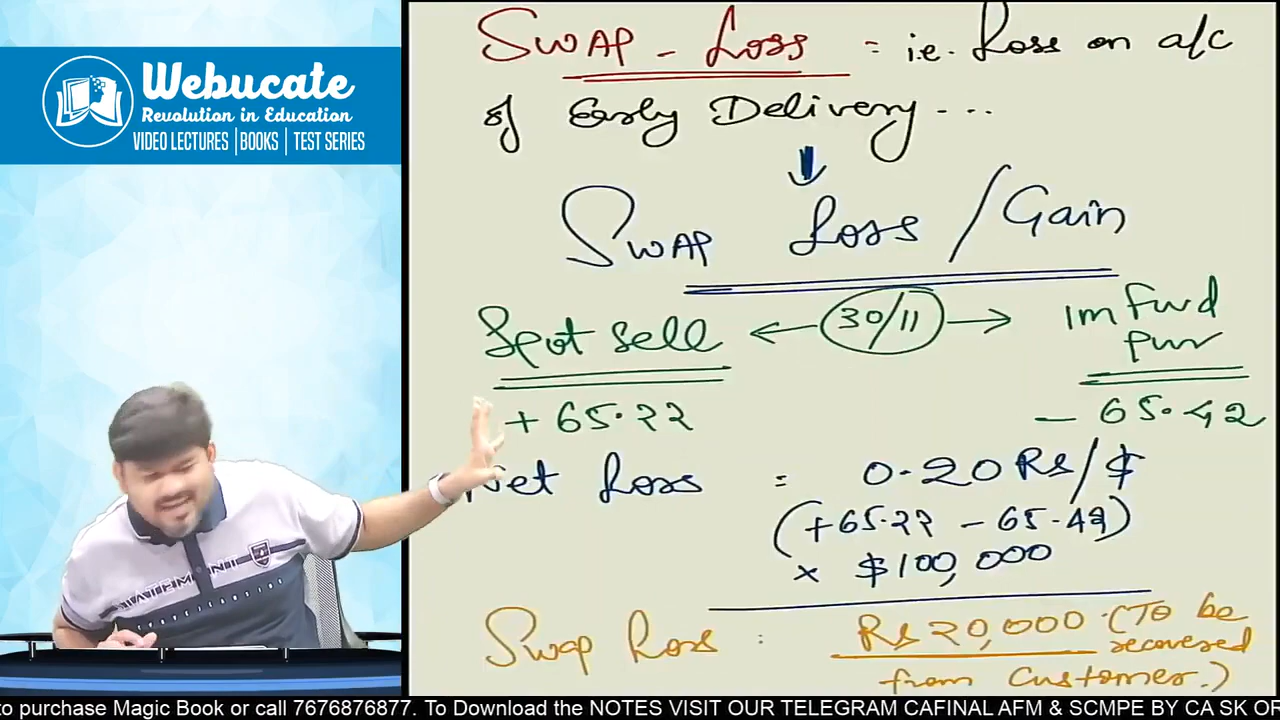 Webucate
Revolution in Education
VIDEO LECTURES | BOOKS | TEST SERIES
SWAP - Loss = i.e. Loss on a/c
of Early Delivery ...
SWAP Loss / Gain
Spot sell ← 30/11 → 1m Fwd
pur
+ 65.22 - 65.42
Net Loss = 0.20 Rs/$
(+65.22 - 65.42)
× $100,000
Swap Loss : Rs 20,000 (To be
recovered
from Customer.)
STATEMENT
to purchase Magic Book or call 7676876877. To Download the NOTES VISIT OUR TELEGRAM CAFINAL AFM & SCMPE BY CA SK OR